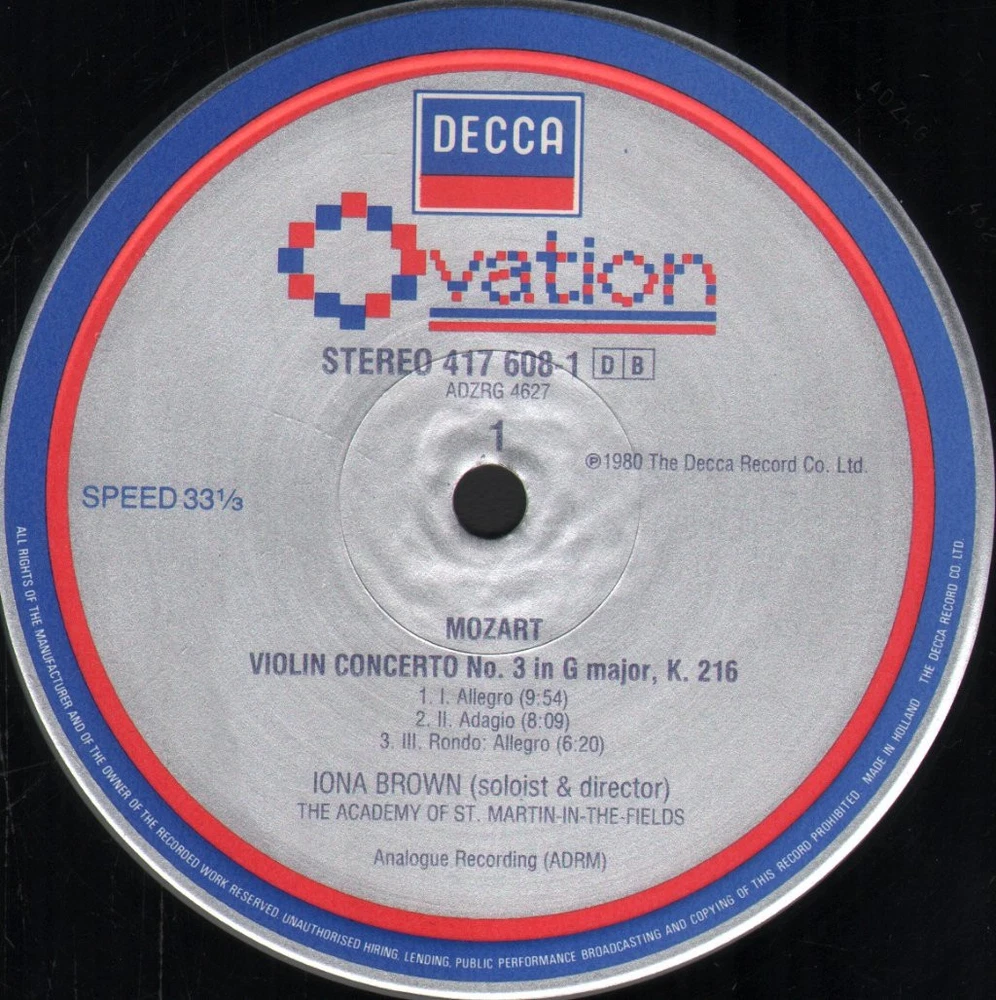 DECCA
Ovation
STEREO 417 608-1 D B
ADZRG 4627
1
℗1980 The Decca Record Co. Ltd.
SPEED 33⅓
MOZART
VIOLIN CONCERTO No. 3 in G major, K. 216
1. I. Allegro (9:54)
2. II. Adagio (8:09)
3. III. Rondo: Allegro (6:20)
IONA BROWN (soloist & director)
THE ACADEMY OF ST. MARTIN-IN-THE-FIELDS
Analogue Recording (ADRM)
ALL RIGHTS OF THE MANUFACTURER AND OF THE OWNER OF THE RECORDED WORK RESERVED UNAUTHORISED HIRING, LENDING, PUBLIC PERFORMANCE BROADCASTING AND COPYING OF THIS RECORD PROHIBITED MADE IN HOLLAND THE DECCA RECORD CO. LTD.